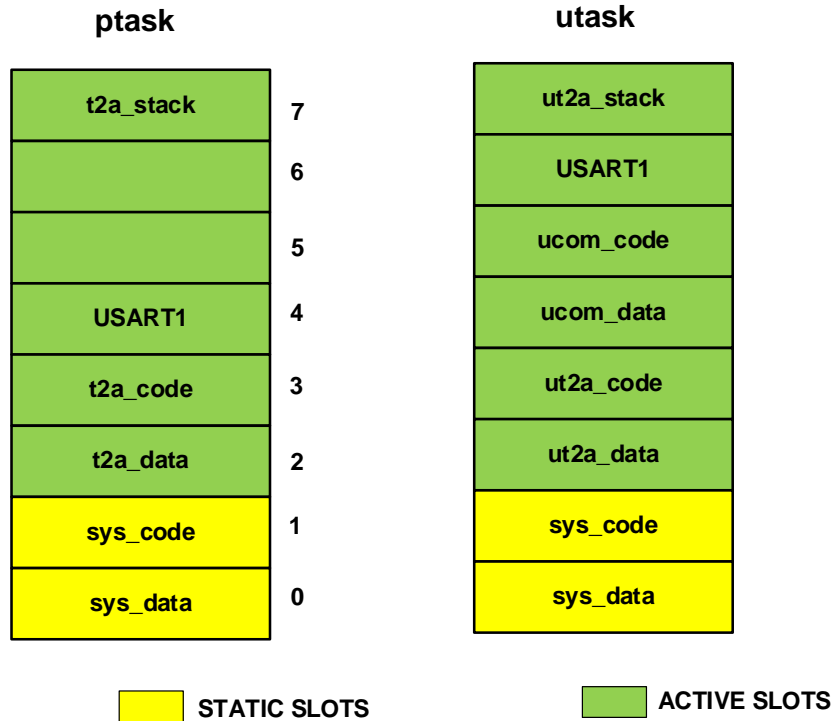 ptask
utask
t2a_stack
7
ut2a_stack
6
USART1
5
ucom_code
USART1
4
ucom_data
t2a_code
3
ut2a_code
t2a_data
2
ut2a_data
sys_code
1
sys_code
sys_data
0
sys_data
STATIC SLOTS
ACTIVE SLOTS